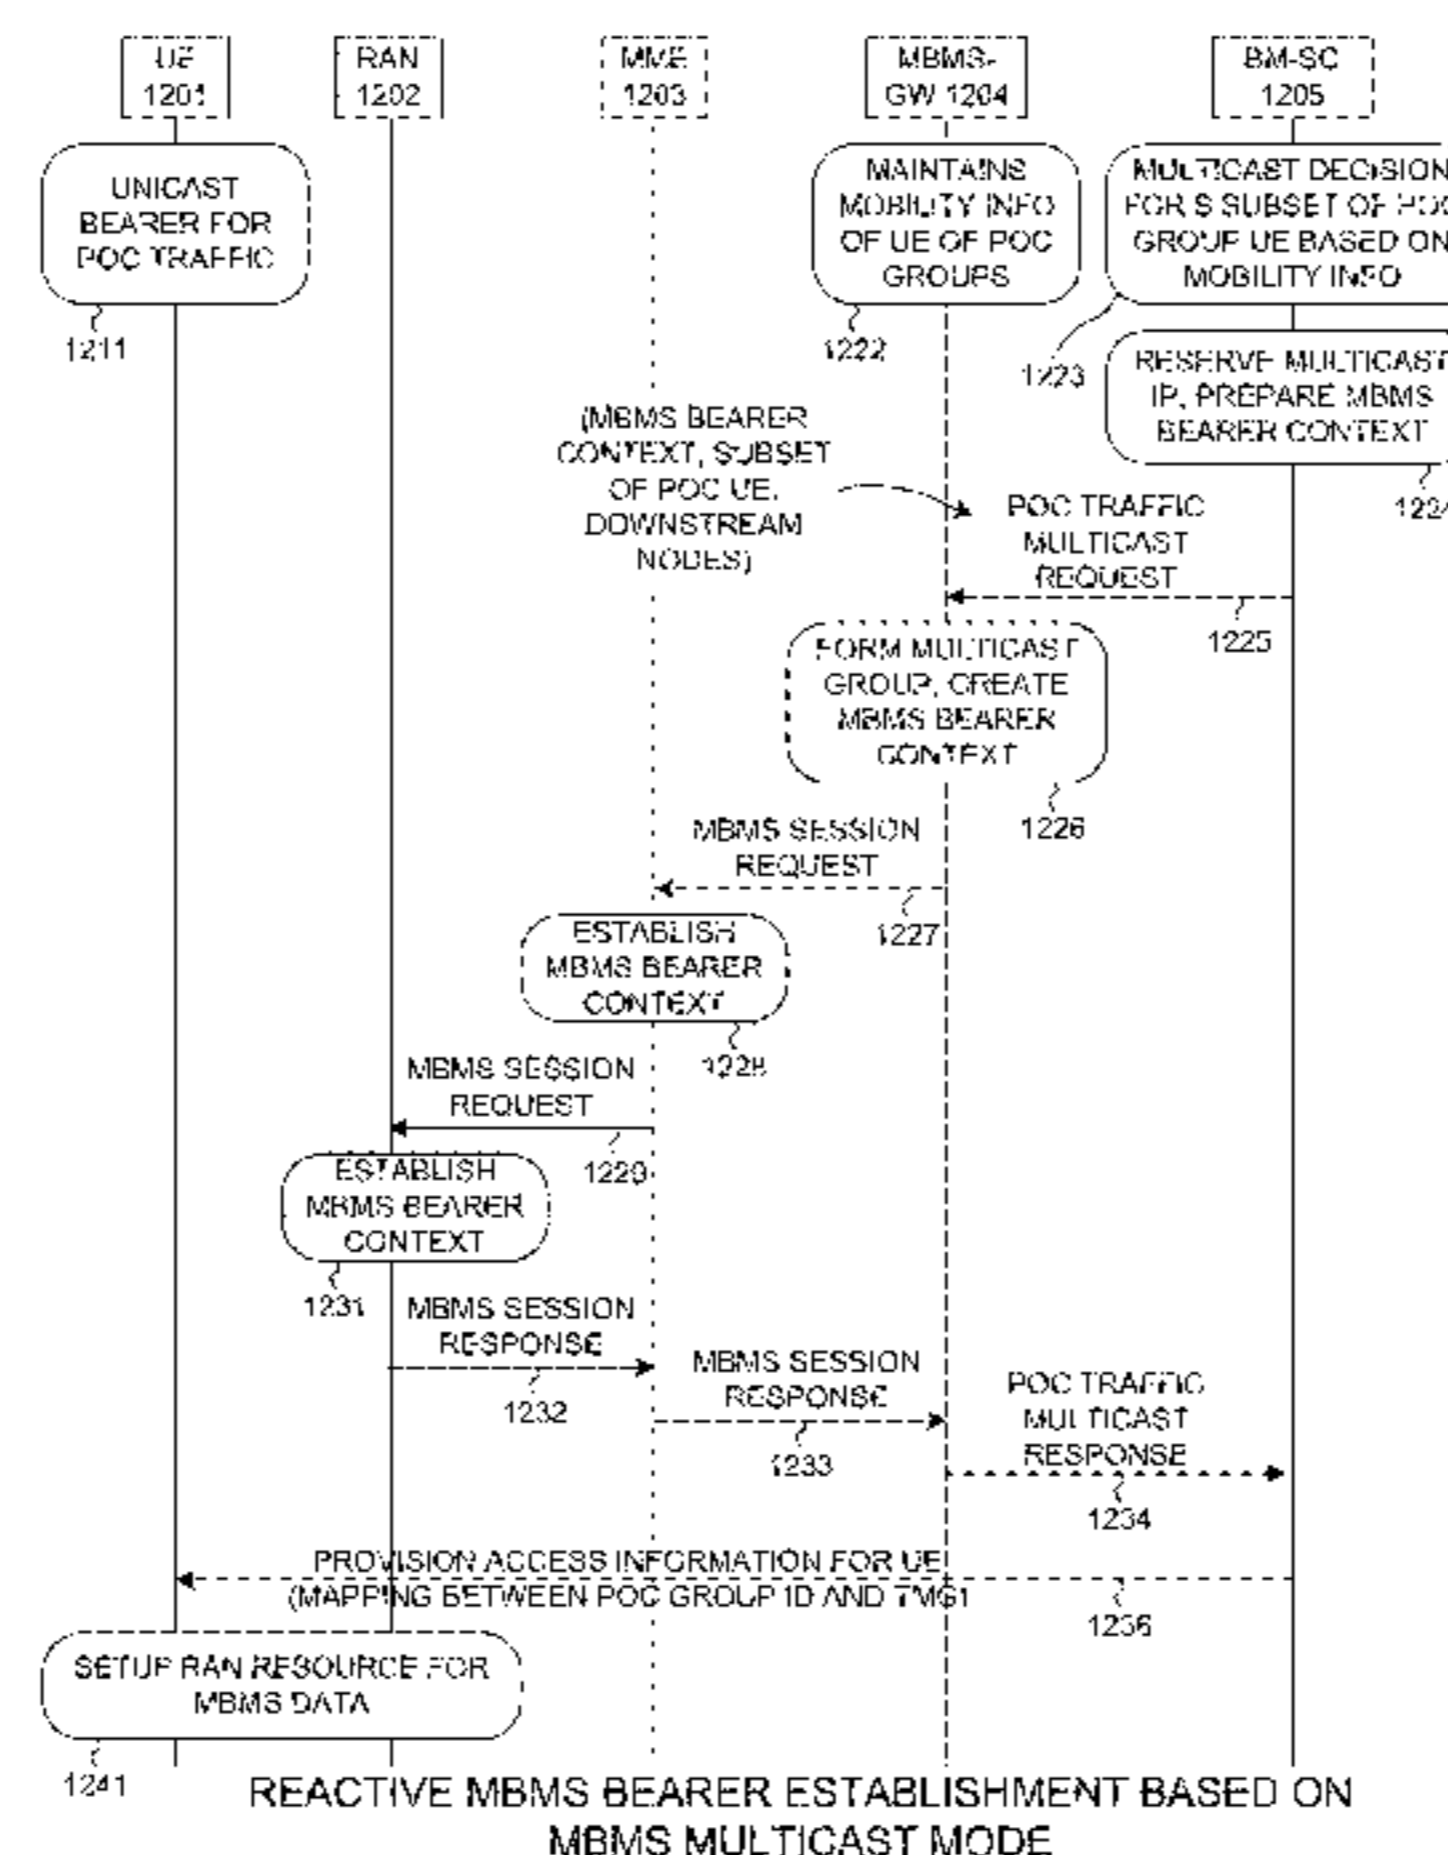 UE
1201
RAN
1202
MME
1203
MBMS-
GW 1204
BM-SC
1205
UNICAST
BEARER FOR
POC TRAFFIC
1211
MAINTAINS
MOBILITY INFO
OF UE OF POC
GROUPS
1222
MULTICAST DECISION
FOR S SUBSET OF POC
GROUP UE BASED ON
MOBILITY INFO
1223
RESERVE MULTICAST
IP, PREPARE MBMS
BEARER CONTEXT
(MBMS BEARER
CONTEXT, SUBSET
OF POC UE,
DOWNSTREAM
NODES)
POC TRAFFIC
MULTICAST
REQUEST
1225
FORM MULTICAST
GROUP, CREATE
MBMS BEARER
CONTEXT
1226
MBMS SESSION
REQUEST
1227
ESTABLISH
MBMS BEARER
CONTEXT
1228
MBMS SESSION
REQUEST
1229
ESTABLISH
MBMS BEARER
CONTEXT
1231
MBMS SESSION
RESPONSE
1232
MBMS SESSION
RESPONSE
1233
POC TRAFFIC
MULTICAST
RESPONSE
1234
PROVISION ACCESS INFORMATION FOR UE
(MAPPING BETWEEN POC GROUP ID AND TMGI
1236
SETUP RAN RESOURCE FOR
MBMS DATA
1241
REACTIVE MBMS BEARER ESTABLISHMENT BASED ON
MBMS MULTICAST MODE